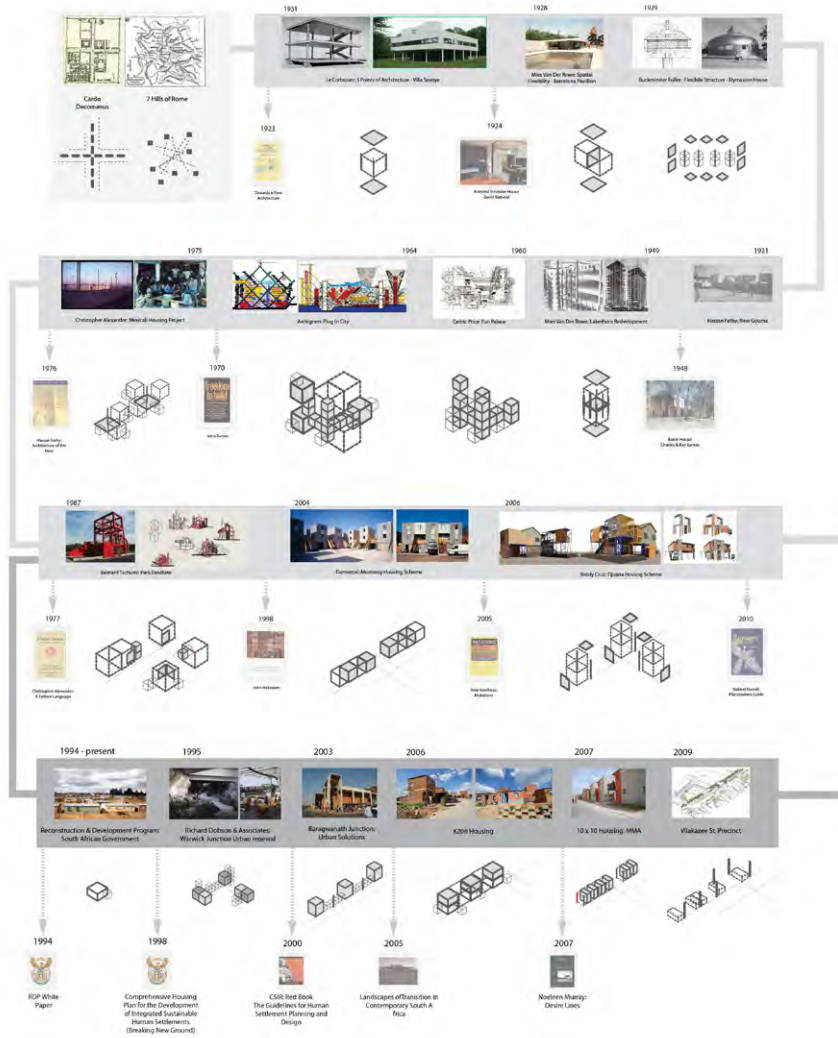 1931
1928
1929
Le Corbusier: 5 Points of Architecture - Villa Savoye
Mies Van Der Rowe: Spatial
Flexibility - Barcelona Pavilion
Buckminster Fuller: Flexibile Structure - Dymaxion House
Cardo
Decumanus
7 Hills of Rome
1923
Towards a New
Architecture
1924
1975
1964
1960
1949
1931
Christopher Alexander: Mexicali Housing Project
Archigram: Plug In City
Cedric Price: Fun Palace
Mies Van Der Rowe: Lakeshore Redevelopment
Hassan Fathy: New Gourna
1976
1970
1948
Hassan Fathy:
Architecture of the
Poor
Eames House
Charles & Ray Eames
1987
2004
2006
Bernard Tschumi: Park
Elemental: Monterrey Housing Scheme
Teddy Cruz: Tijuana Housing Scheme
1977
1998
2005
2010
Christopher Alexander:
A Pattern Language
John Habraken
1994 - present
1995
2003
2006
2007
2009
Reconstruction & Development Program:
South African Government
Richard Dobson & Associates:
Warwick Junction Urban renewal
Baragwanath Junction:
Urban Solutions
K206 Housing
10 x 10 Housing: MMA
Vilakazee St. Precinct
1994
1998
2000
2005
2007
RDP White
Paper
Comprehensive Housing
Plan for the Development
of Integrated Sustainable
Human Settlements
(Breaking New Ground)
CSIR: Red Book
The Guidelines for Human
Settlement Planning and
Design
Landscapes of Transition in
Contemporary South A
frica
Noeleen Murray:
Desire Lines